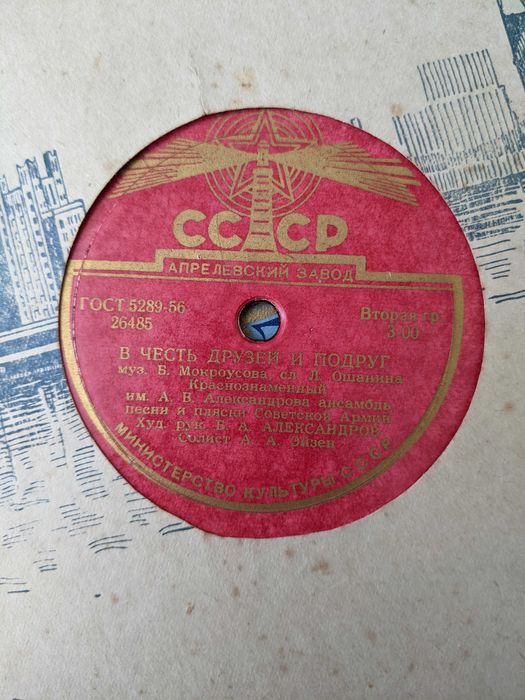 СССР
АПРЕЛЕВСКИЙ ЗАВОД
ГОСТ 5289-56
26485
Вторая гр.
3-00
В ЧЕСТЬ ДРУЗЕЙ И ПОДРУГ
муз. Б. Мокроусова, сл. Л. Ошанина
Краснознаменный
им. А. В. Александрова ансамбль
песни и пляски Советской Армии
Худ. рук. Б. А. АЛЕКСАНДРОВ
Солист А. А. Эйзен
МИНИСТЕРСТВО КУЛЬТУРЫ СССР